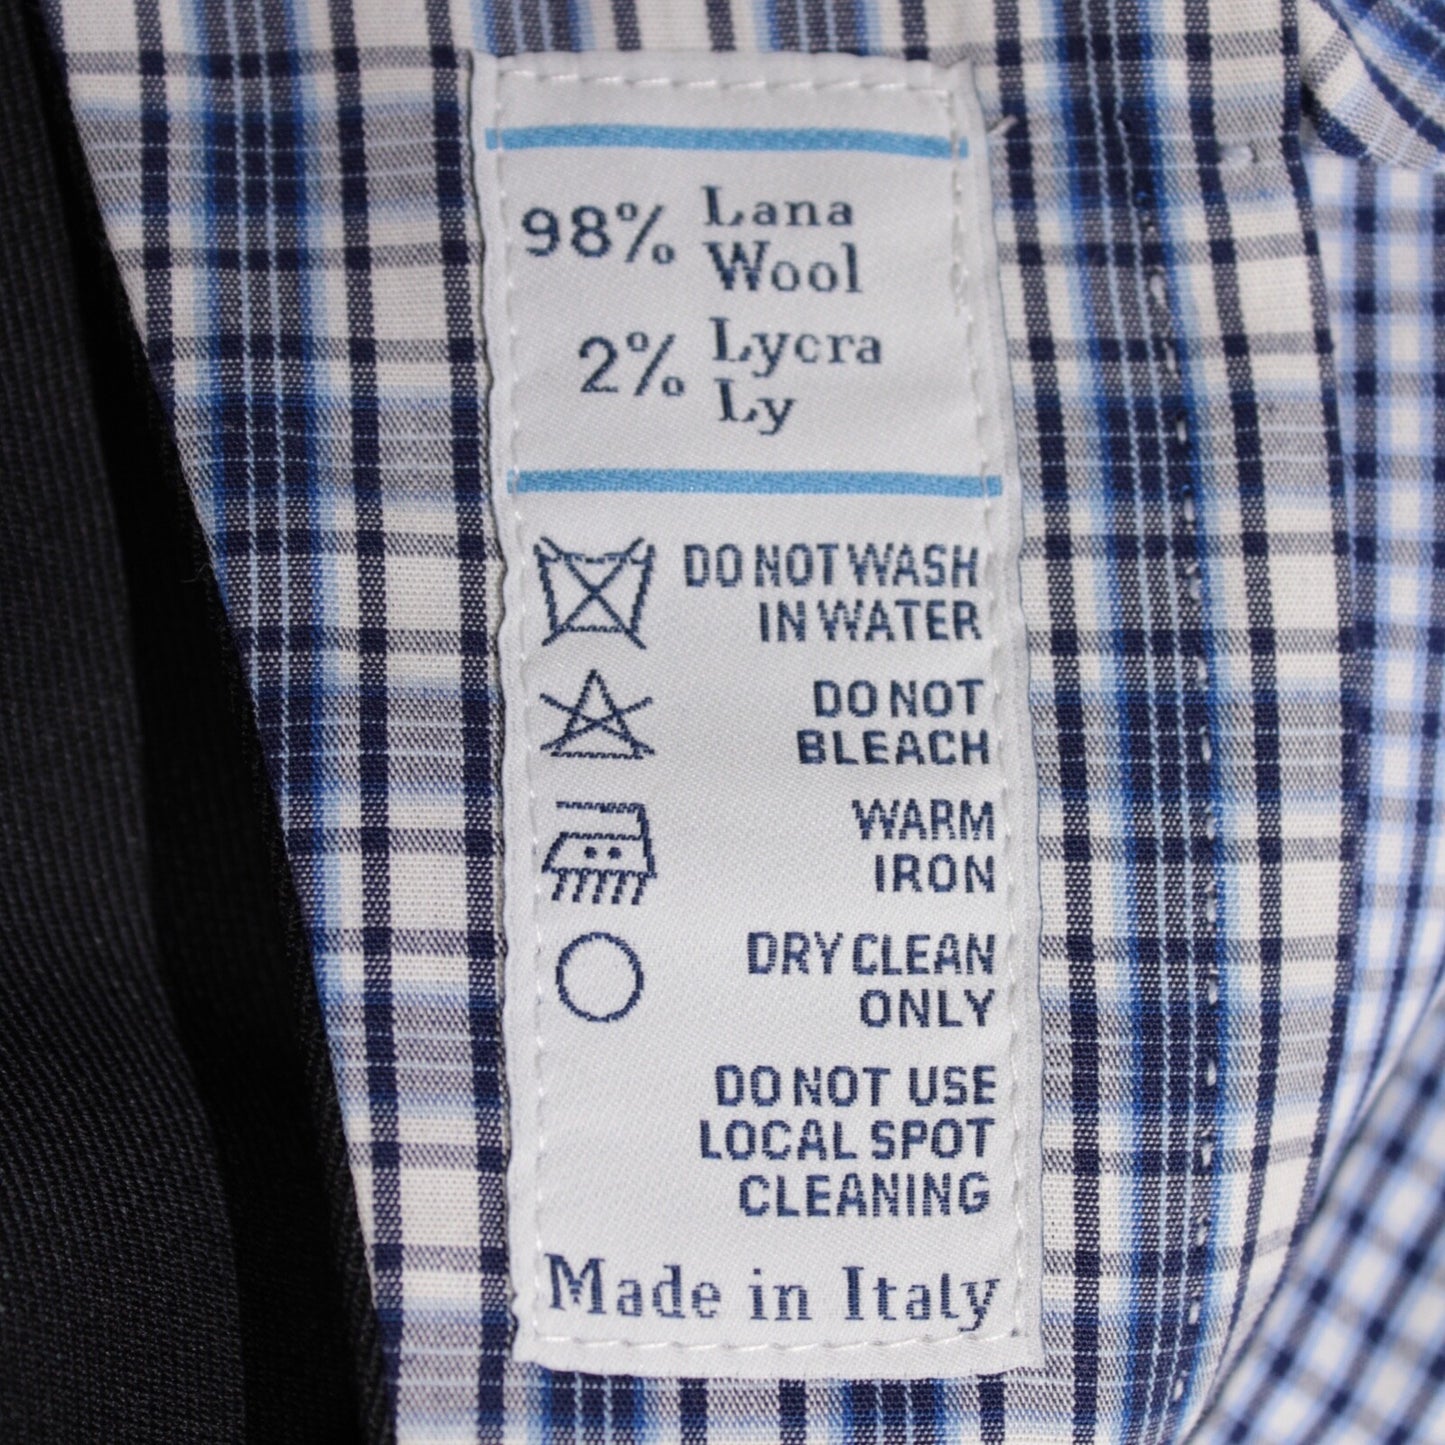 98% Lana
Wool
2% Lycra
Ly
DO NOT WASH
IN WATER
DO NOT
BLEACH
WARM
IRON
DRY CLEAN
ONLY
DO NOT USE
LOCAL SPOT
CLEANING
Made in Italy